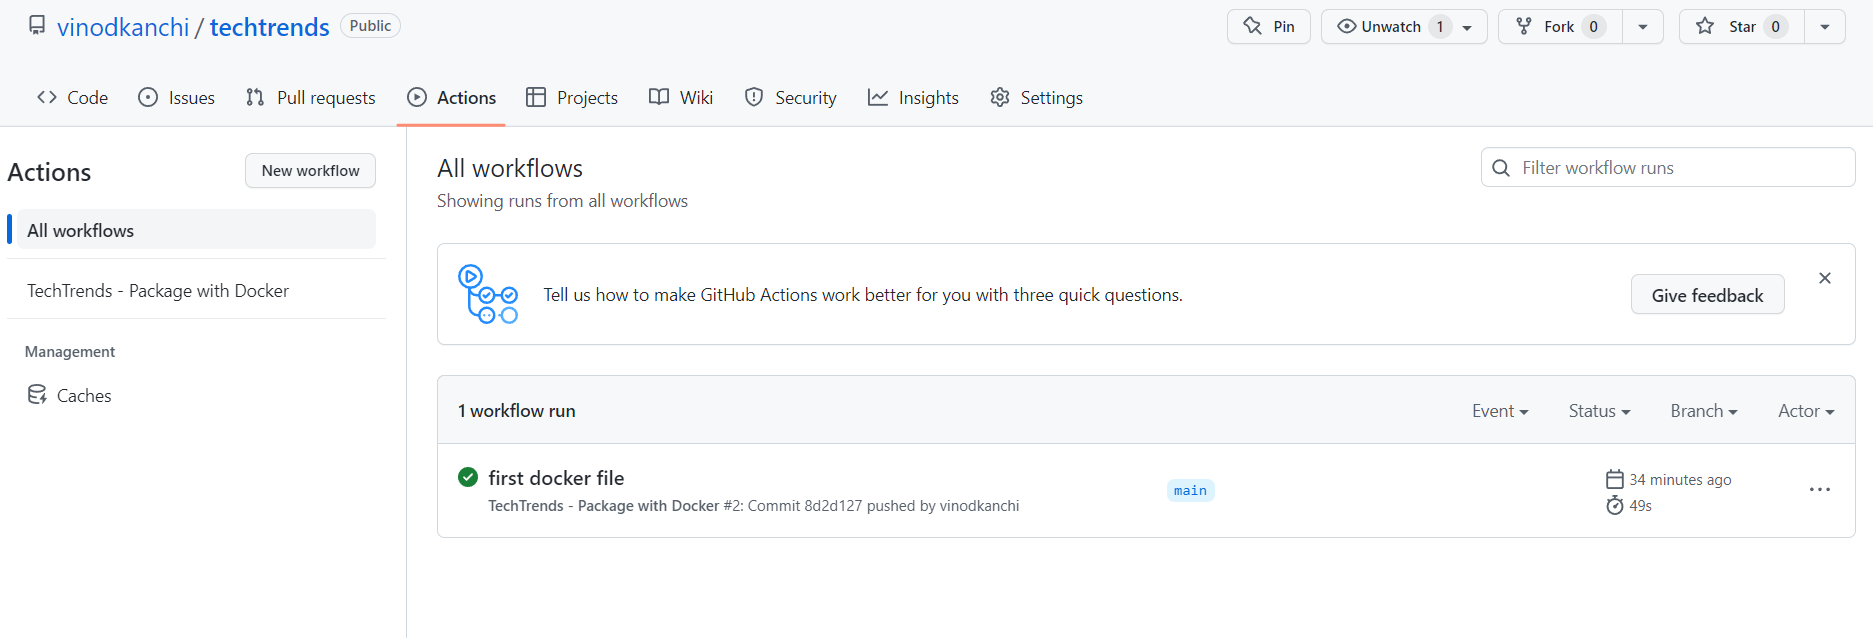 vinodkanchi / techtrends Public
Pin Unwatch 1 Fork 0 Star 0
Code Issues Pull requests Actions Projects Wiki Security Insights Settings
Actions New workflow
All workflows
TechTrends - Package with Docker
Management
Caches
All workflows
Showing runs from all workflows
Filter workflow runs
Tell us how to make GitHub Actions work better for you with three quick questions. Give feedback
1 workflow run Event Status Branch Actor
first docker file
TechTrends - Package with Docker #2: Commit 8d2d127 pushed by vinodkanchi
main
34 minutes ago
49s